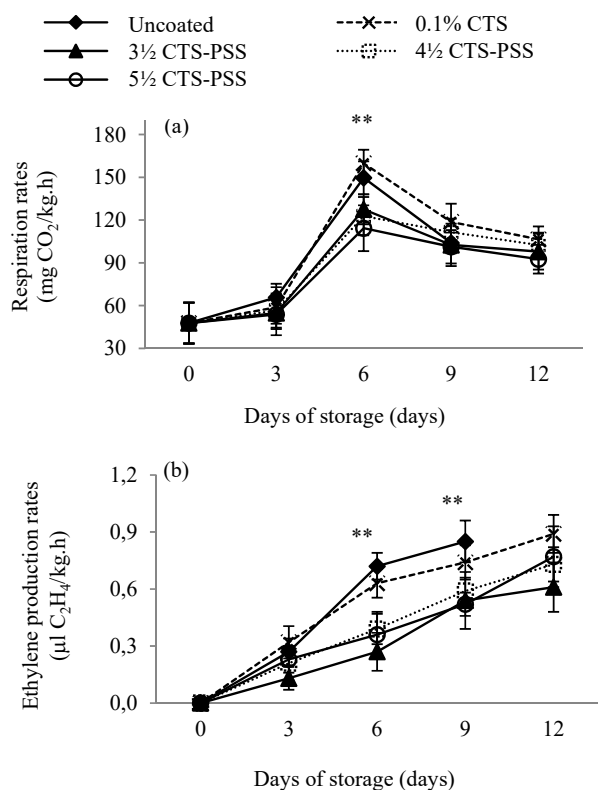 Uncoated
0.1% CTS
3½ CTS-PSS
4½ CTS-PSS
5½ CTS-PSS
(a)
**
Respiration rates
(mg CO₂/kg.h)
180
150
120
90
60
30
0 3 6 9 12
Days of storage (days)
(b)
**
**
Ethylene production rates
(µl C₂H₄/kg.h)
1,2
0,9
0,6
0,3
0,0
0 3 6 9 12
Days of storage (days)